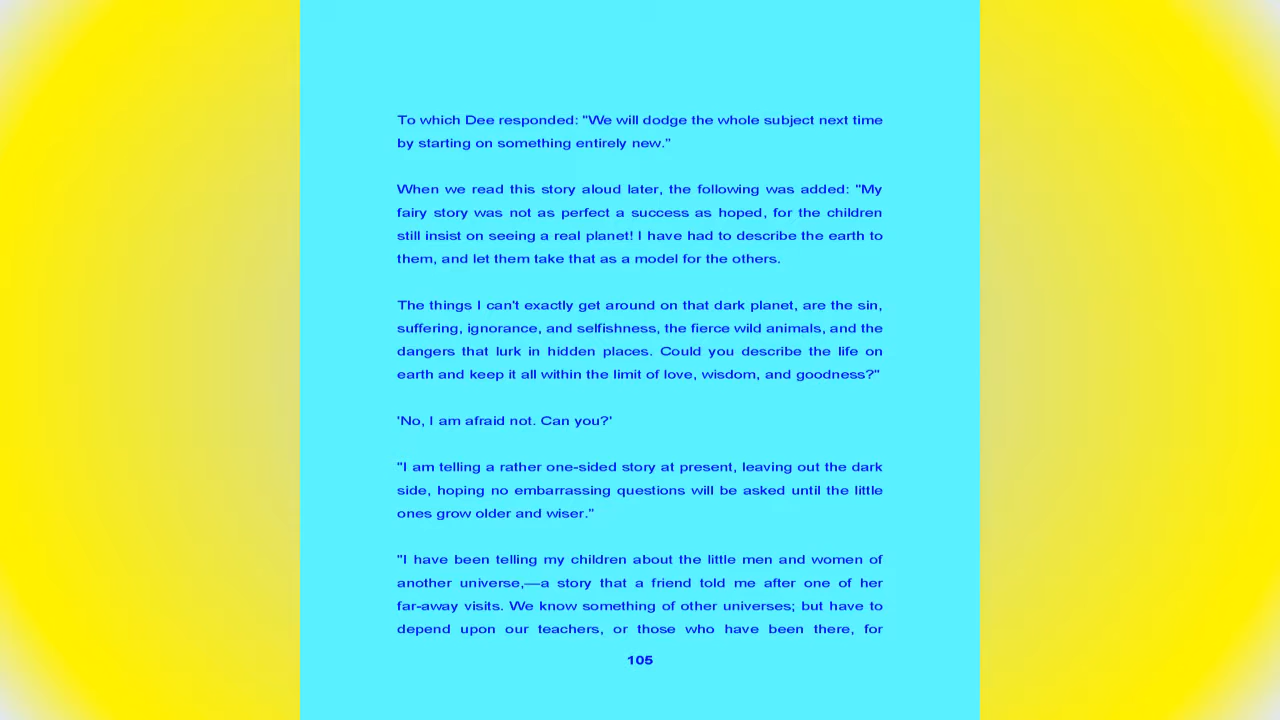 To which Dee responded: "We will dodge the whole subject next time
by starting on something entirely new."
When we read this story aloud later, the following was added: "My
fairy story was not as perfect a success as hoped, for the children
still insist on seeing a real planet! I have had to describe the earth to
them, and let them take that as a model for the others.
The things I can't exactly get around on that dark planet, are the sin,
suffering, ignorance, and selfishness, the fierce wild animals, and the
dangers that lurk in hidden places. Could you describe the life on
earth and keep it all within the limit of love, wisdom, and goodness?"
'No, I am afraid not. Can you?'
"I am telling a rather one-sided story at present, leaving out the dark
side, hoping no embarrassing questions will be asked until the little
ones grow older and wiser."
"I have been telling my children about the little men and women of
another universe,—a story that a friend told me after one of her
far-away visits. We know something of other universes; but have to
depend upon our teachers, or those who have been there, for
105